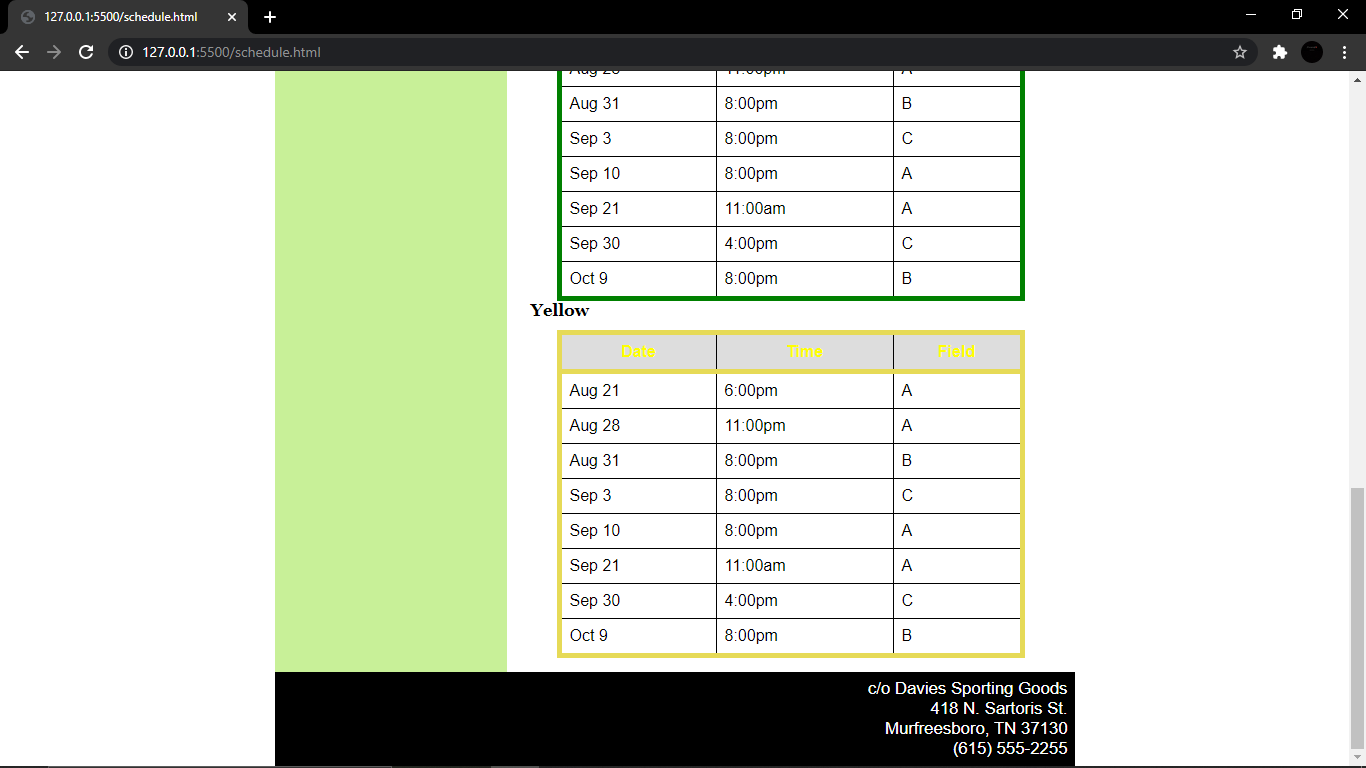 127.0.0.1:5500/schedule.html
127.0.0.1:5500/schedule.html
Aug 28 11:00pm A
Aug 31 8:00pm B
Sep 3 8:00pm C
Sep 10 8:00pm A
Sep 21 11:00am A
Sep 30 4:00pm C
Oct 9 8:00pm B
Yellow
Date Time Field
Aug 21 6:00pm A
Aug 28 11:00pm A
Aug 31 8:00pm B
Sep 3 8:00pm C
Sep 10 8:00pm A
Sep 21 11:00am A
Sep 30 4:00pm C
Oct 9 8:00pm B
c/o Davies Sporting Goods
418 N. Sartoris St.
Murfreesboro, TN 37130
(615) 555-2255